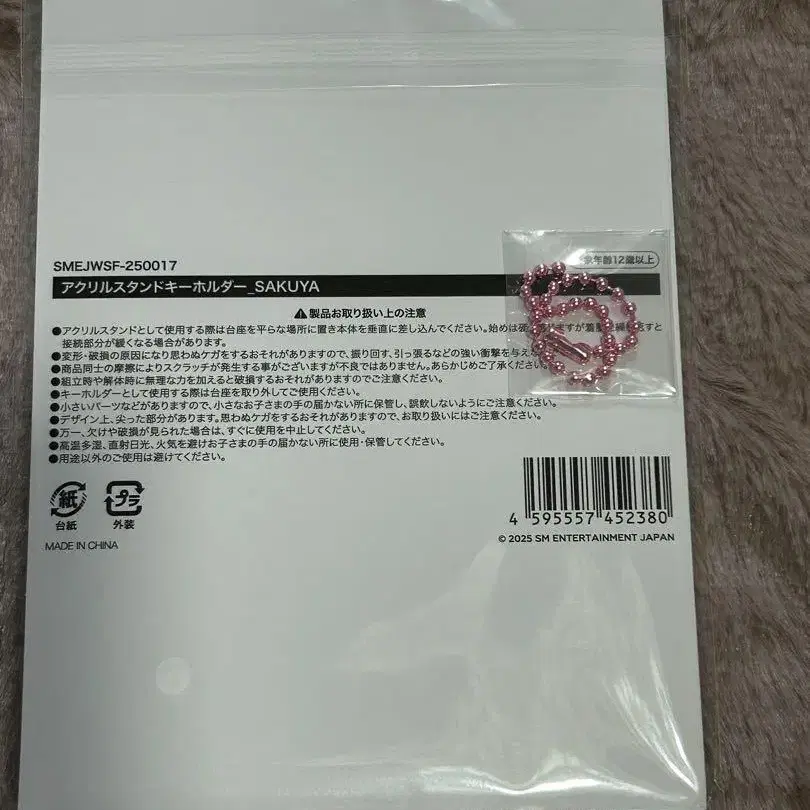 SMEJWSF-250017
年齢12歳以上
アクリルスタンドキーホルダー_SAKUYA
⚠製品お取り扱い上の注意
●アクリルスタンドとして使用する際は台座を平らな場所に置き本体を垂直に差し込んでください。始めは硬
接続部分が緩くなる場合があります。
●変形・破損の原因になり思わぬケガをするおそれがありますので、振り回す、引っ張るなどの強い衝撃を与え
●商品同士の摩擦によりスクラッチが発生する事がございますが不良ではありません。あらかじめご了承ください。
●組立時や解体時に無理な力を加えると破損するおそれがありますのでご注意ください。
●キーホルダーとして使用する際は台座を取り外してご使用ください。
●小さいパーツなどがありますので、小さなお子さまの手の届かない所に保管し、誤飲しないようにご注意ください。
●デザイン上、尖った部分があります。思わぬケガをするおそれがありますので、お取り扱いにはご注意ください。
●万一、欠けや破損が見られた場合は、すぐに使用を中止してください。
●高温多湿、直射日光、火気を避けお子さまの手の届かない所に使用・保管してください。
●用途以外のご使用は避けてください。
紙 プラ
台紙 外装
4 595557 452380
MADE IN CHINA
© 2025 SM ENTERTAINMENT JAPAN